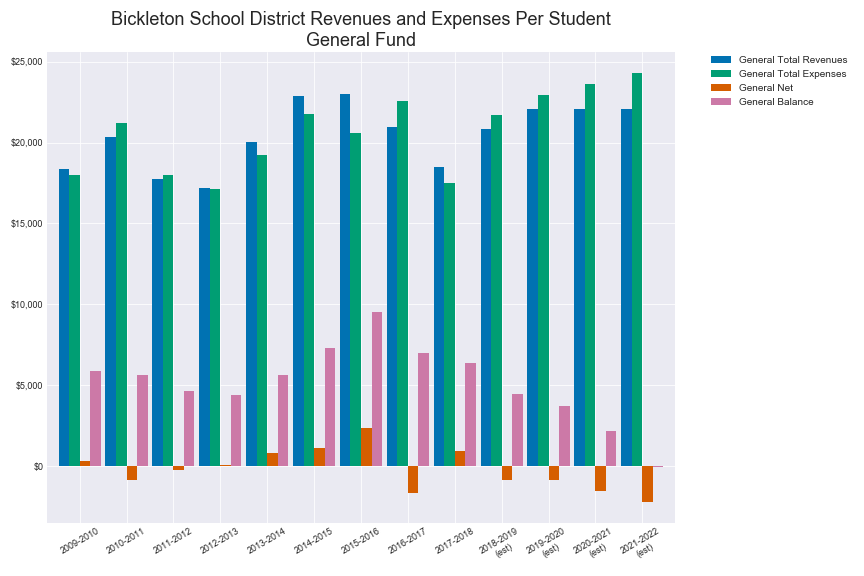 Bickleton School District Revenues and Expenses Per Student
General Fund
General Total Revenues
General Total Expenses
General Net
General Balance
$25,000
$20,000
$15,000
$10,000
$5,000
$0
2009-2010
2010-2011
2011-2012
2012-2013
2013-2014
2014-2015
2015-2016
2016-2017
2017-2018
2018-2019
(est)
2019-2020
(est)
2020-2021
(est)
2021-2022
(est)